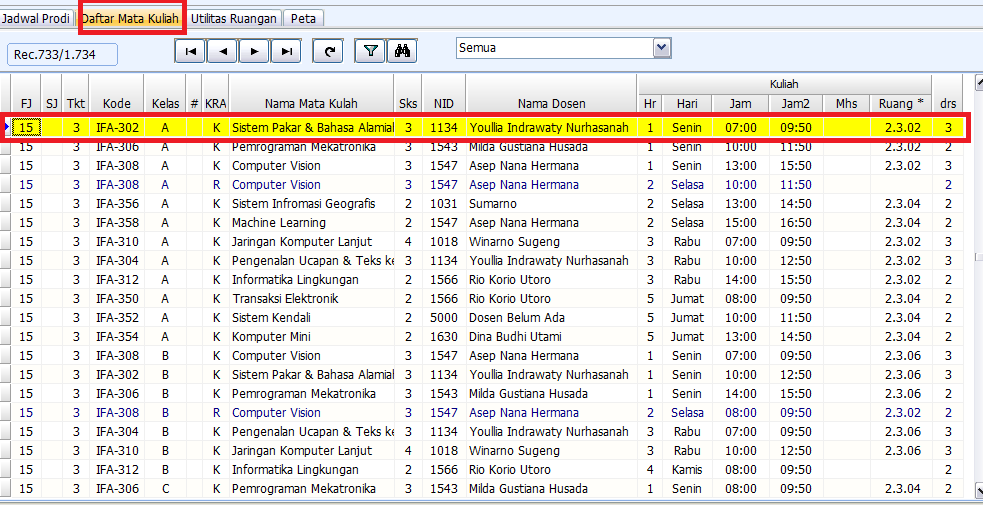 Jadwal Prodi Daftar Mata Kuliah Utilitas Ruangan Peta
Rec.733/1.734 Semua
Kuliah
FJ SJ Tkt Kode Kelas # KRA Nama Mata Kulah Sks NID Nama Dosen Hr Hari Jam Jam2 Mhs Ruang * drs
15 3 IFA-302 A K Sistem Pakar & Bahasa Alamial 3 1134 Youllia Indrawaty Nurhasanah 1 Senin 07:00 09:50 2.3.02 3
15 3 IFA-306 A K Pemrograman Mekatronika 3 1543 Milda Gustiana Husada 1 Senin 10:00 11:50 2.3.02 2
15 3 IFA-308 A K Computer Vision 3 1547 Asep Nana Hermana 1 Senin 13:00 15:50 2.3.02 3
15 3 IFA-308 A R Computer Vision 3 1547 Asep Nana Hermana 2 Selasa 10:00 11:50 2
15 3 IFA-356 A K Sistem Infromasi Geografis 2 1031 Sumarno 2 Selasa 13:00 14:50 2.3.04 2
15 3 IFA-358 A K Machine Learning 2 1547 Asep Nana Hermana 2 Selasa 15:00 16:50 2.3.04 2
15 3 IFA-310 A K Jaringan Komputer Lanjut 4 1018 Winarno Sugeng 3 Rabu 07:00 09:50 2.3.02 3
15 3 IFA-304 A K Pengenalan Ucapan & Teks ke 3 1134 Youllia Indrawaty Nurhasanah 3 Rabu 10:00 12:50 2.3.02 3
15 3 IFA-312 A K Informatika Lingkungan 2 1566 Rio Korio Utoro 3 Rabu 14:00 15:50 2.3.04 2
15 3 IFA-350 A K Transaksi Elektronik 2 1566 Rio Korio Utoro 5 Jumat 08:00 09:50 2.3.04 2
15 3 IFA-352 A K Sistem Kendali 2 5000 Dosen Belum Ada 5 Jumat 10:00 11:50 2.3.04 2
15 3 IFA-354 A K Komputer Mini 2 1630 Dina Budhi Utami 5 Jumat 13:00 14:50 2.3.04 2
15 3 IFA-308 B K Computer Vision 3 1547 Asep Nana Hermana 1 Senin 07:00 09:50 2.3.06 3
15 3 IFA-302 B K Sistem Pakar & Bahasa Alamial 3 1134 Youllia Indrawaty Nurhasanah 1 Senin 10:00 12:50 2.3.06 3
15 3 IFA-306 B K Pemrograman Mekatronika 3 1543 Milda Gustiana Husada 1 Senin 14:00 15:50 2.3.06 2
15 3 IFA-308 B R Computer Vision 3 1547 Asep Nana Hermana 2 Selasa 08:00 09:50 2.3.02 2
15 3 IFA-304 B K Pengenalan Ucapan & Teks ke 3 1134 Youllia Indrawaty Nurhasanah 3 Rabu 07:00 09:50 2.3.06 3
15 3 IFA-310 B K Jaringan Komputer Lanjut 4 1018 Winarno Sugeng 3 Rabu 10:00 12:50 2.3.06 3
15 3 IFA-312 B K Informatika Lingkungan 2 1566 Rio Korio Utoro 4 Kamis 08:00 09:50 2
15 3 IFA-306 C K Pemrograman Mekatronika 3 1543 Milda Gustiana Husada 1 Senin 08:00 09:50 2.3.04 2